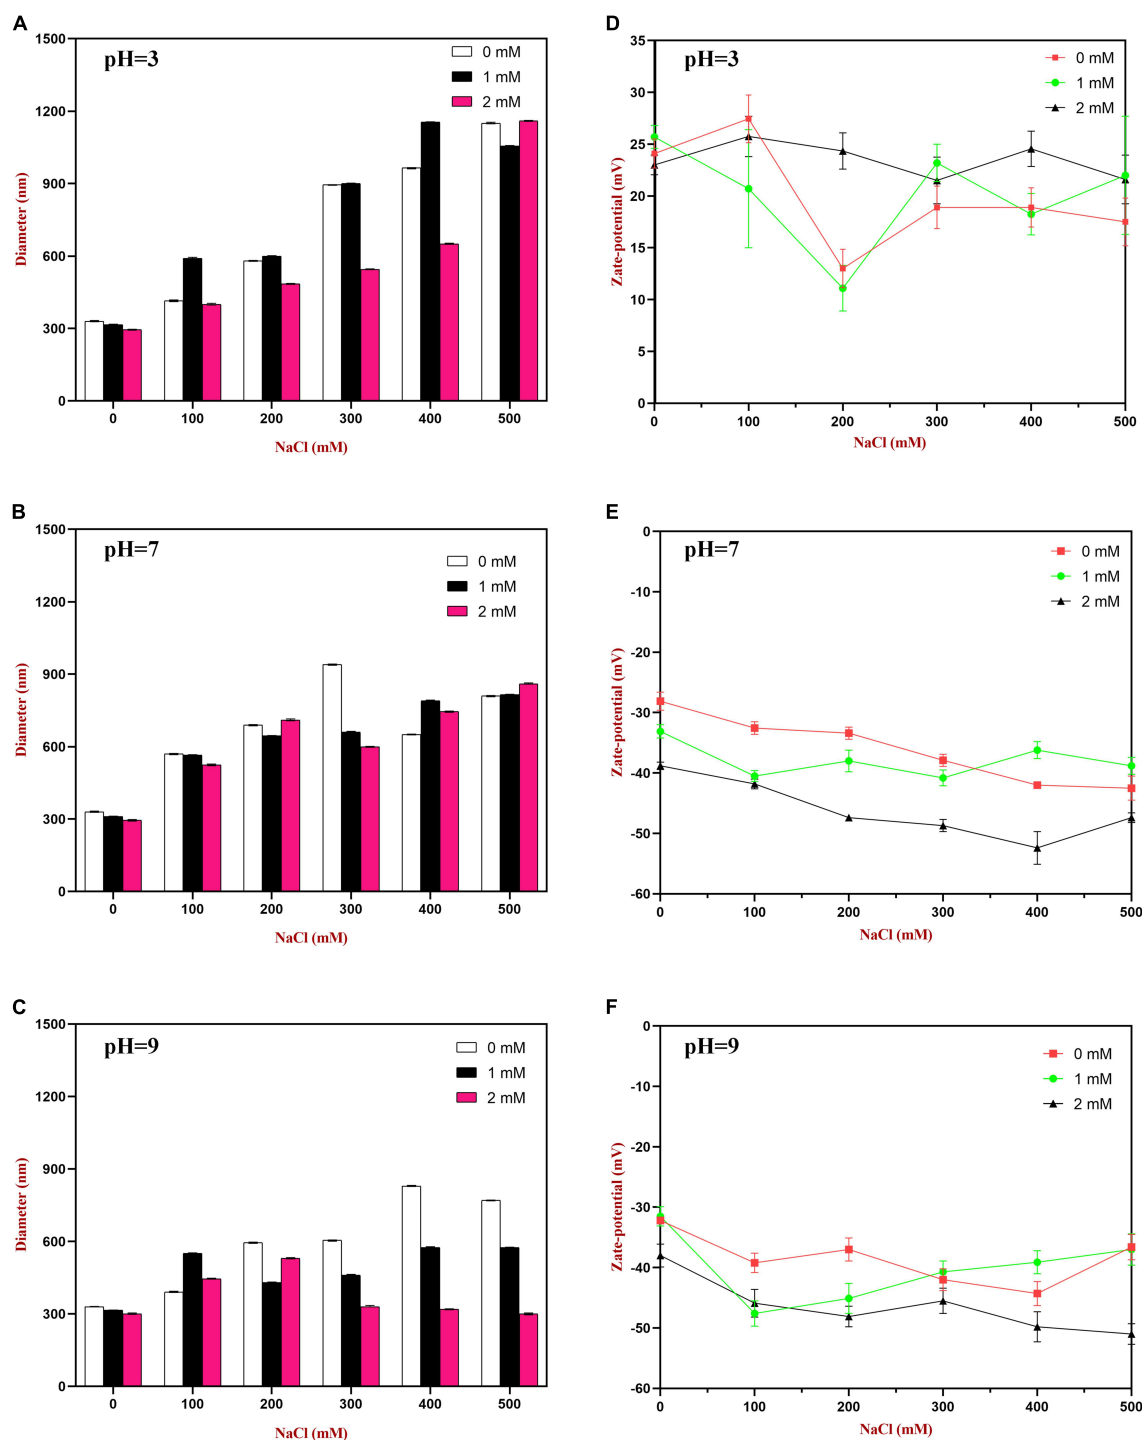 A
pH=3
0 mM
1 mM
2 mM
Diameter (nm)
1500
1200
900
600
300
0
0 100 200 300 400 500
NaCl (mM)
D
pH=3
0 mM
1 mM
2 mM
Zate-potential (mV)
35
30
25
20
15
10
5
0
0 100 200 300 400 500
NaCl (mM)
B
pH=7
0 mM
1 mM
2 mM
Diameter (nm)
1500
1200
900
600
300
0
0 100 200 300 400 500
NaCl (mM)
E
pH=7
0 mM
1 mM
2 mM
Zate-potential (mV)
0
-10
-20
-30
-40
-50
-60
0 100 200 300 400 500
NaCl (mM)
C
pH=9
0 mM
1 mM
2 mM
Diameter (nm)
1500
1200
900
600
300
0
0 100 200 300 400 500
NaCl (mM)
F
pH=9
0 mM
1 mM
2 mM
Zate-potential (mV)
0
-10
-20
-30
-40
-50
-60
0 100 200 300 400 500
NaCl (mM)